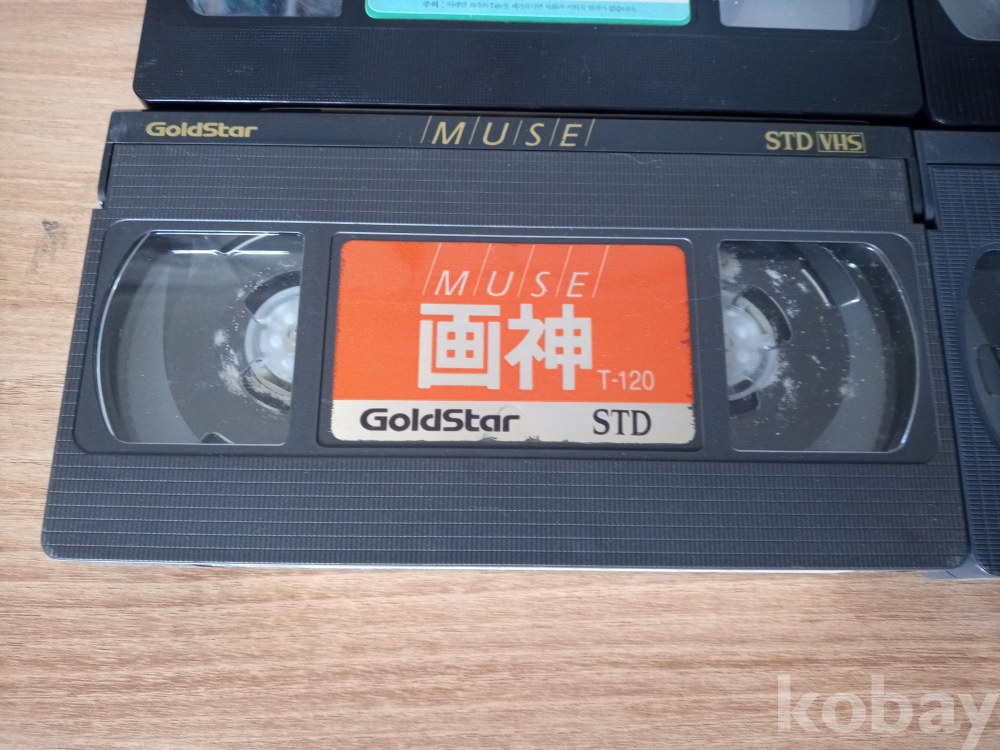 GoldStar MUSE STD VHS
MUSE
画神 T-120
GoldStar STD
kobay